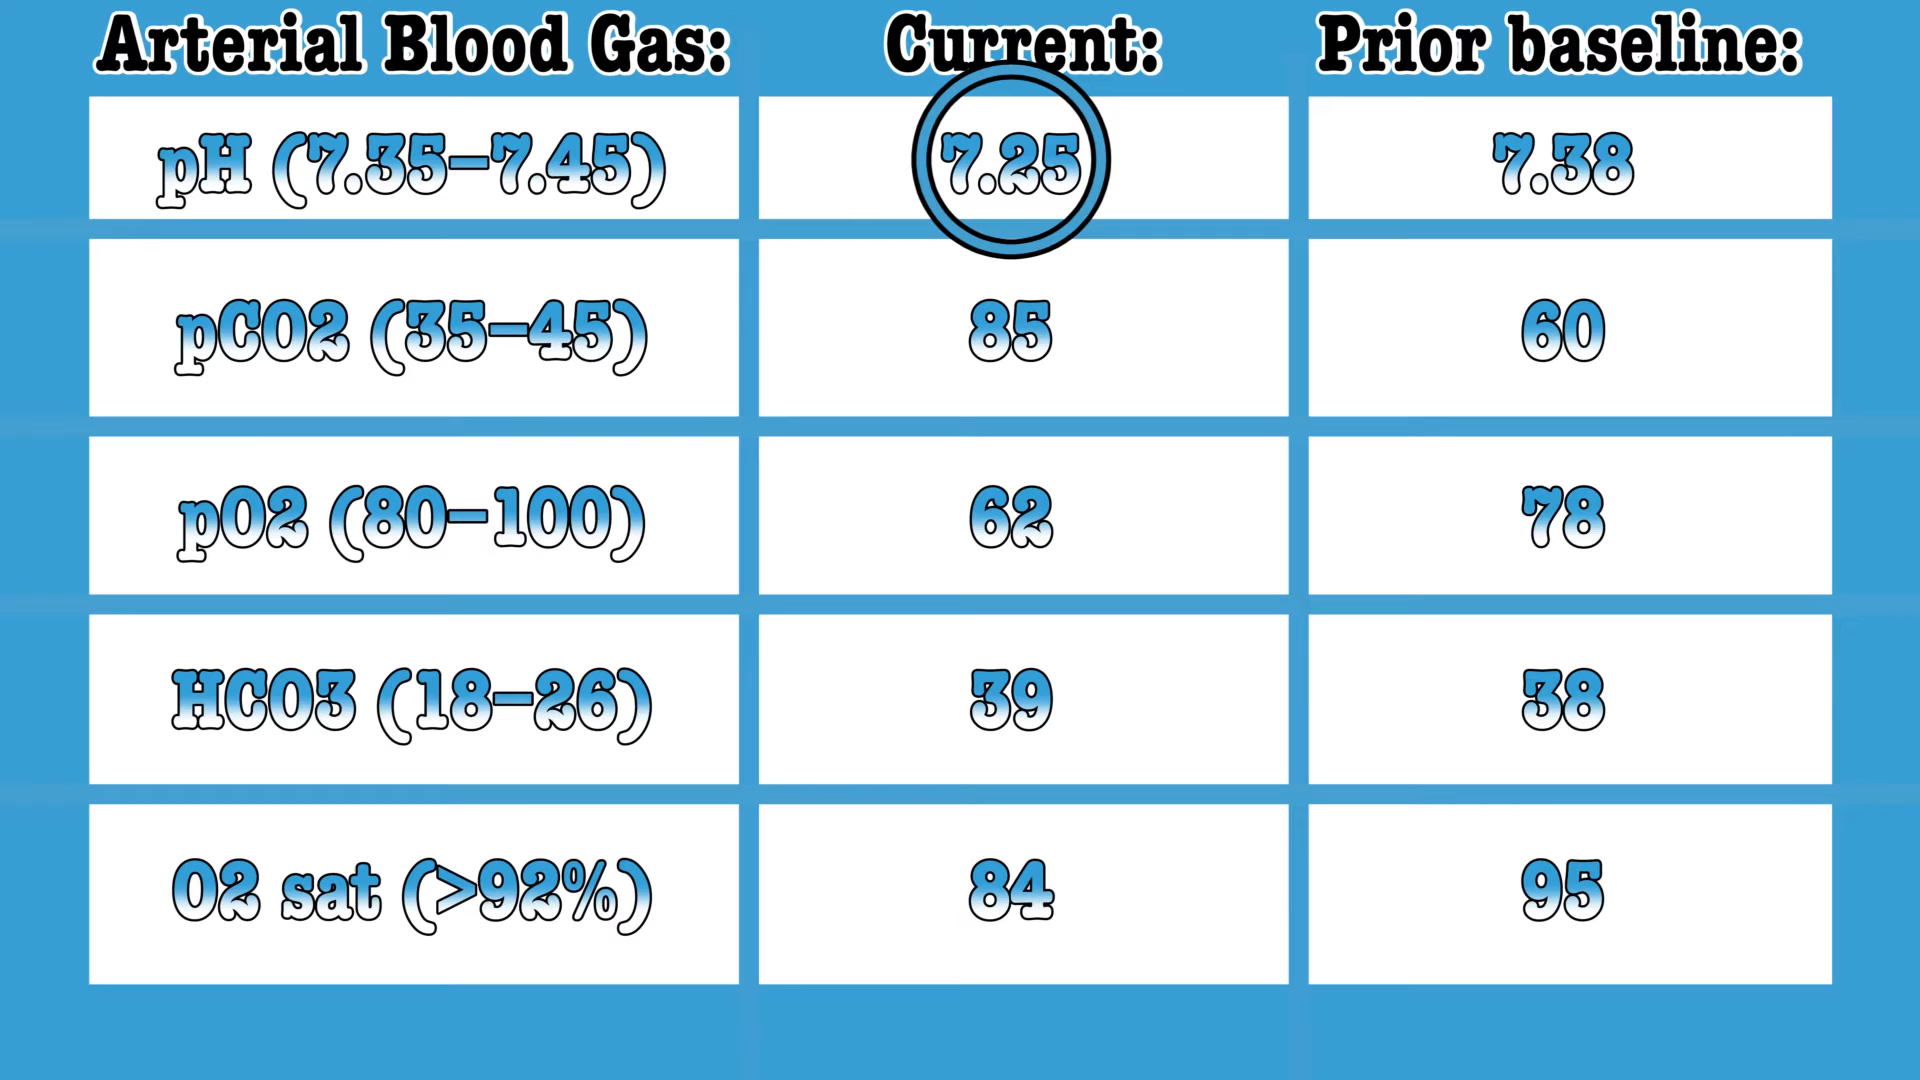 Arterial Blood Gas: Current: Prior baseline:
pH (7.35–7.45) 7.25 7.38
pCO2 (35–45) 85 60
pO2 (80–100) 62 78
HCO3 (18–26) 39 38
O2 sat (>92%) 84 95